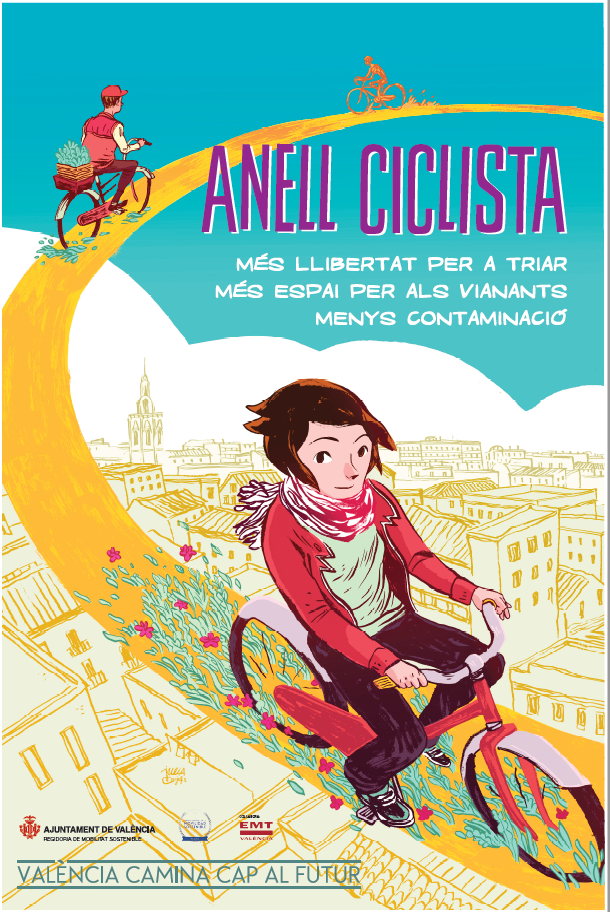 ANELL CICLISTA
MÉS LLIBERTAT PER A TRIAR
MÉS ESPAI PER ALS VIANANTS
MENYS CONTAMINACIÓ
AJUNTAMENT DE VALÈNCIA
REGIDORIA DE MOBILITAT SOSTENIBLE
EMT
VALÈNCIA
VALÈNCIA CAMINA CAP AL FUTUR